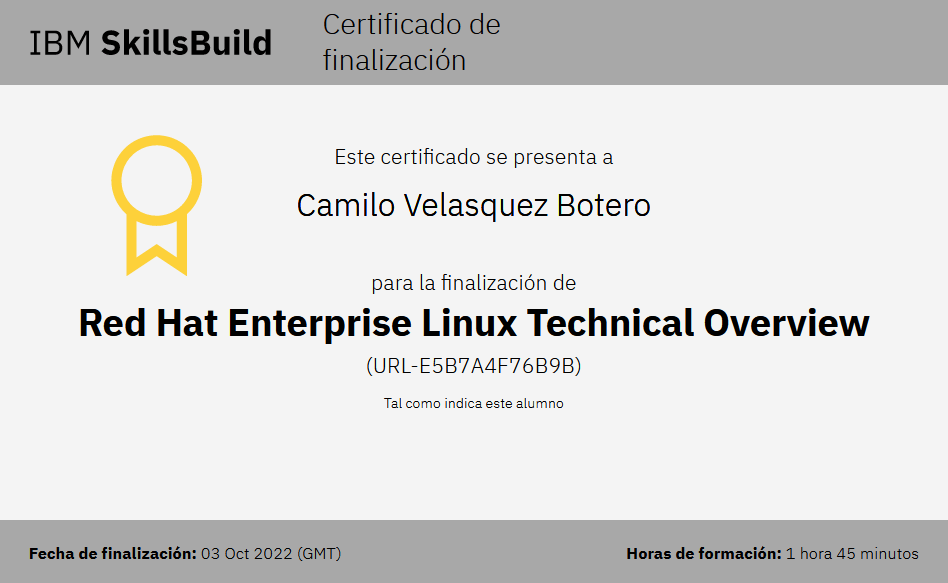 IBM SkillsBuild
Certificado de
finalización
Este certificado se presenta a
Camilo Velasquez Botero
para la finalización de
Red Hat Enterprise Linux Technical Overview
(URL-E5B7A4F76B9B)
Tal como indica este alumno
Fecha de finalización: 03 Oct 2022 (GMT)
Horas de formación: 1 hora 45 minutos